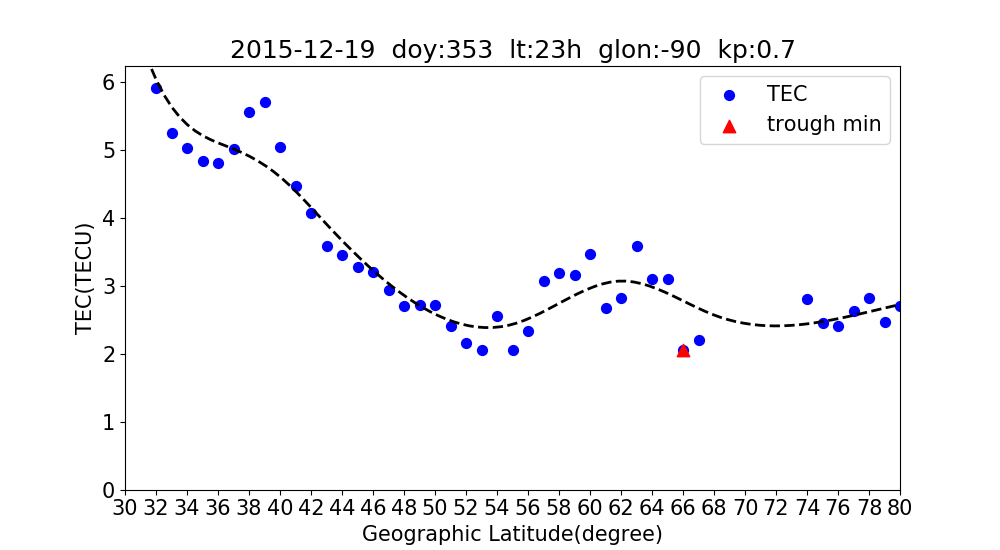 2015-12-19 doy:353 lt:23h glon:-90 kp:0.7
TEC
trough min
6
5
4
3
2
1
0
TEC(TECU)
30 32 34 36 38 40 42 44 46 48 50 52 54 56 58 60 62 64 66 68 70 72 74 76 78 80
Geographic Latitude(degree)